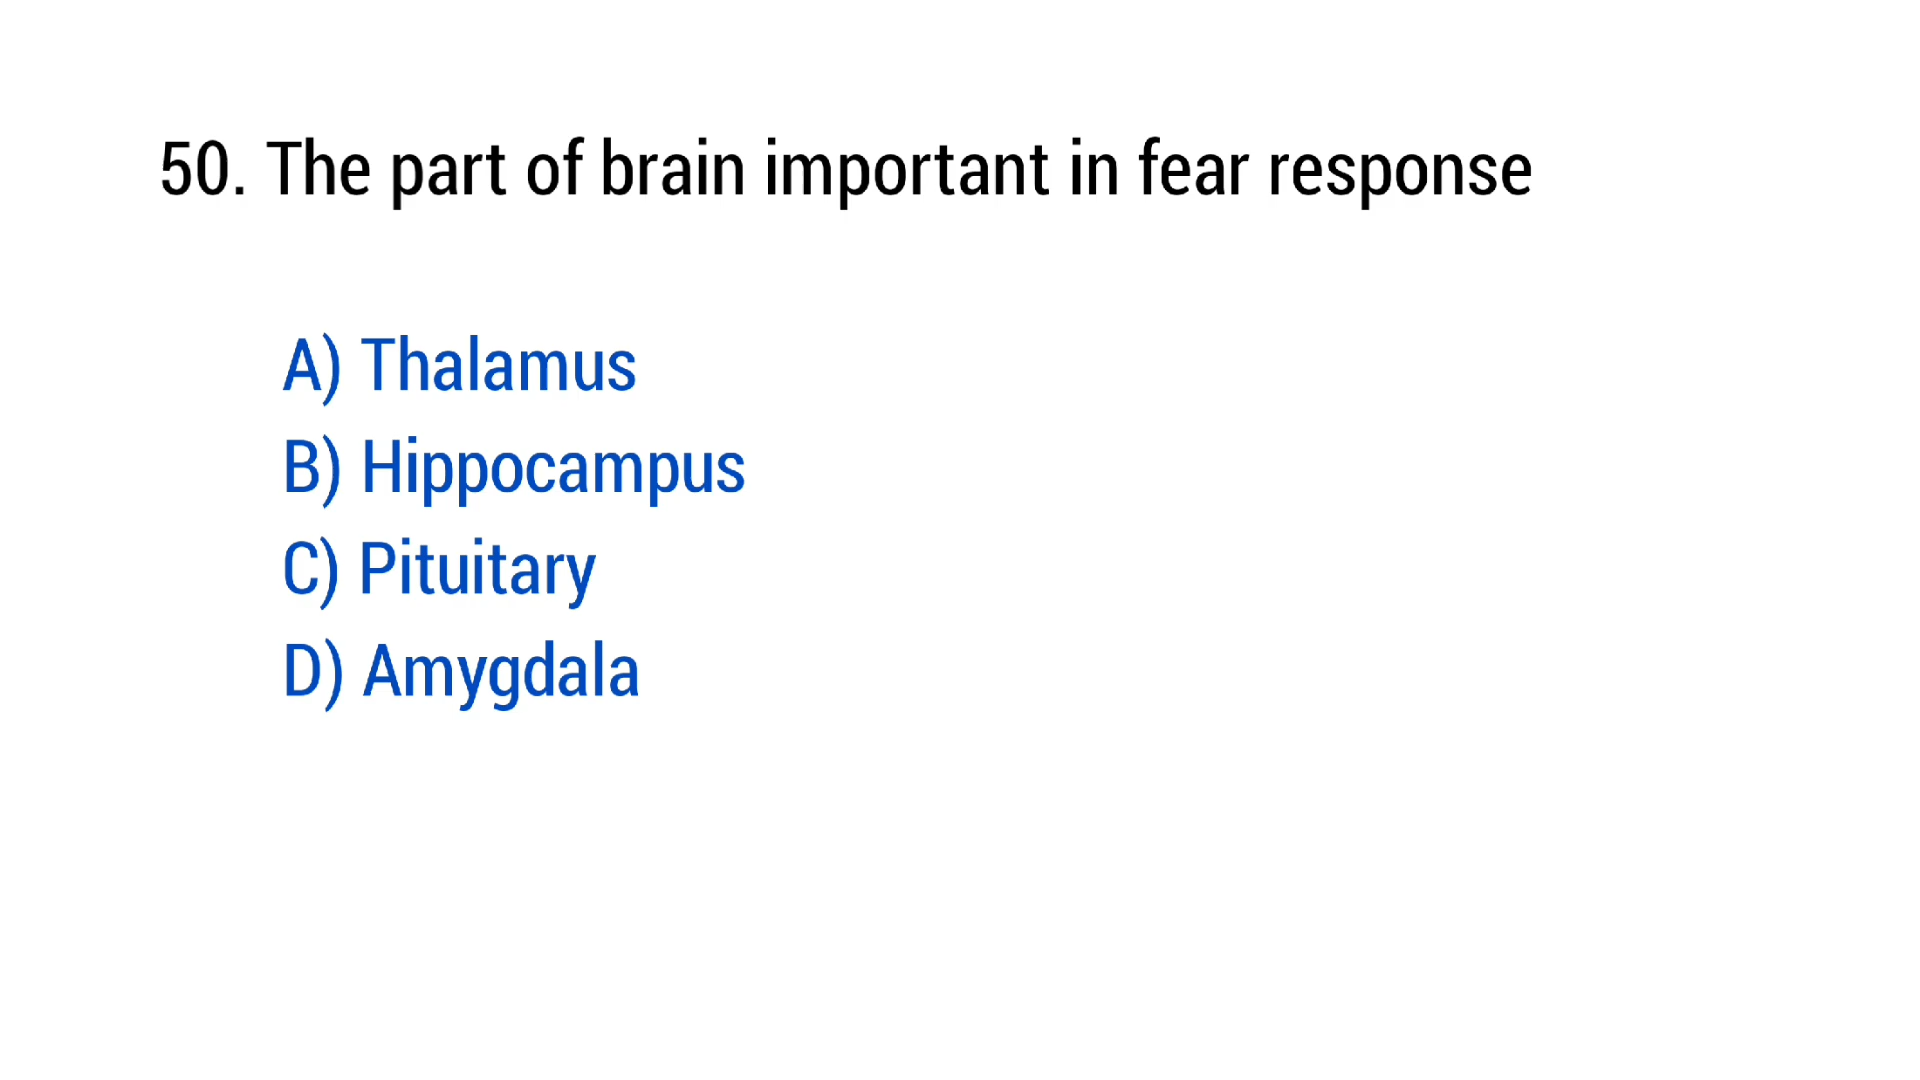 50. The part of brain important in fear response
A) Thalamus
B) Hippocampus
C) Pituitary
D) Amygdala